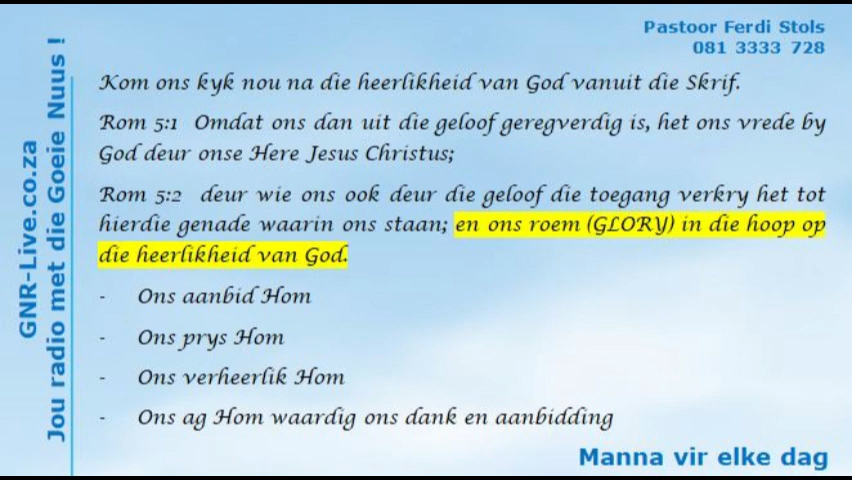 Pastoor Ferdi Stols
081 3333 728
GNR-Live.co.za
Jou radio met die Goeie Nuus !
Kom ons kyk nou na die heerlikheid van God vanuit die Skrif.
Rom 5:1 Omdat ons dan uit die geloof geregverdig is, het ons vrede by
God deur onse Here Jesus Christus;
Rom 5:2 deur wie ons ook deur die geloof die toegang verkry het tot
hierdie genade waarin ons staan; en ons roem (GLORY) in die hoop op
die heerlikheid van God.
- Ons aanbid Hom
- Ons prys Hom
- Ons verheerlik Hom
- Ons ag Hom waardig ons dank en aanbidding
Manna vir elke dag